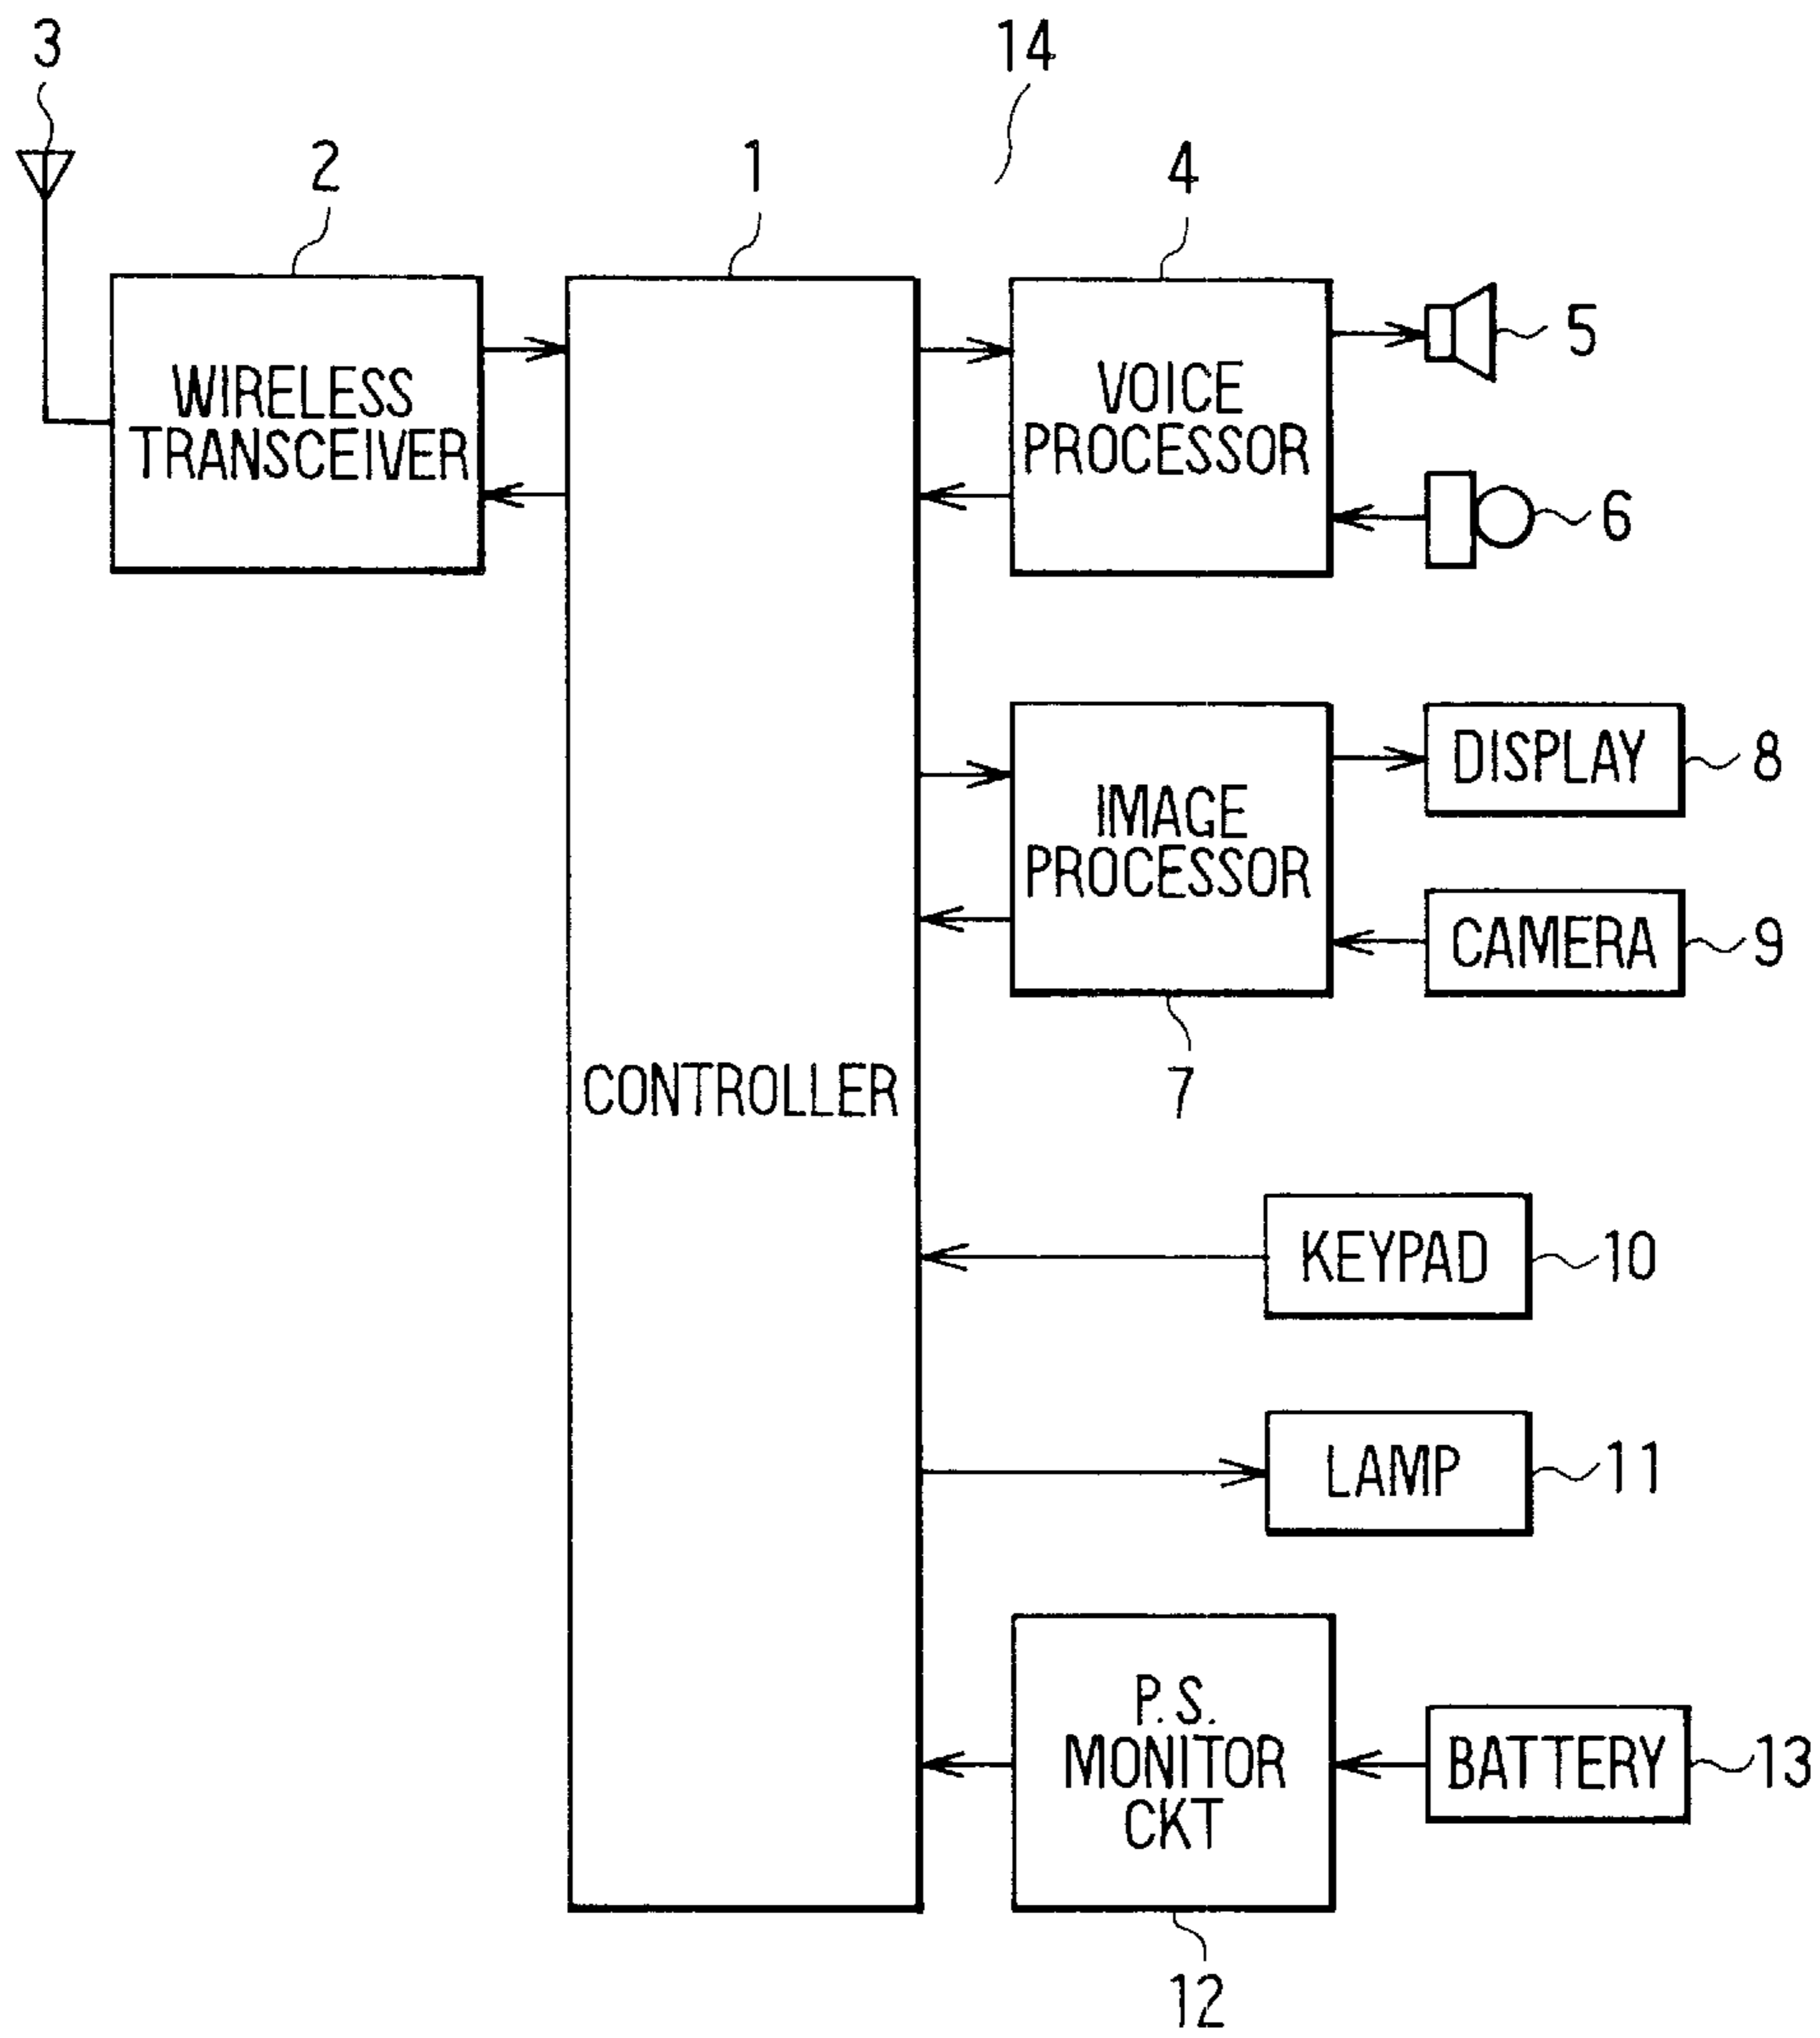 3
14
2
1
4
WIRELESS
TRANSCEIVER
VOICE
PROCESSOR
5
6
IMAGE
PROCESSOR
DISPLAY
8
CAMERA
9
7
CONTROLLER
KEYPAD
10
LAMP
11
P.S.
MONITOR
CKT
BATTERY
13
12